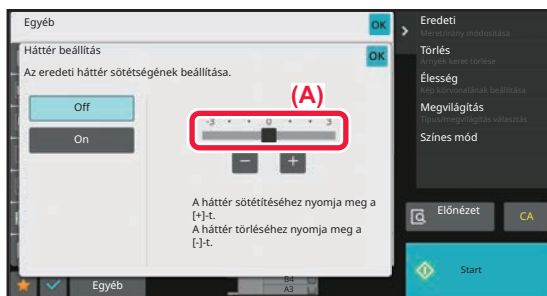 Egyéb
OK
Háttér beállítás
OK
Az eredeti háttér sötétségének beállítása.
Off
On
(A)
-3 • • 0 • • 3
− +
A háttér sötétítéséhez nyomja meg a
[+]-t.
A háttér törléséhez nyomja meg a
[-]-t.
Egyéb
B4
A3
Eredeti
Méret/irány módosítása
Törlés
Árnyék keret törlése
Élesség
Kép körvonalának beállítása
Megvilágítás
Típus/megvilágítás választás
Színes mód
Előnézet
CA
Start